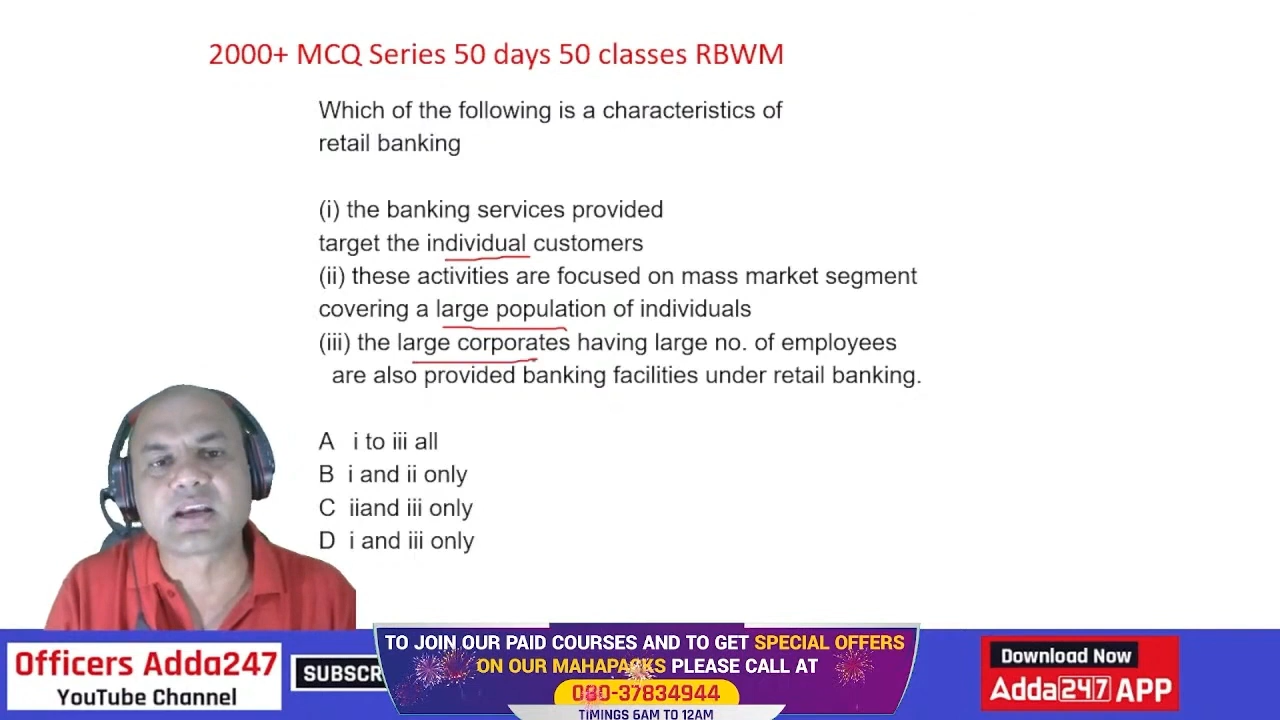 2000+ MCQ Series 50 days 50 classes RBWM
Which of the following is a characteristics of
retail banking
(i) the banking services provided
target the individual customers
(ii) these activities are focused on mass market segment
covering a large population of individuals
(iii) the large corporates having large no. of employees
are also provided banking facilities under retail banking.
A i to iii all
B i and ii only
C iiand iii only
D i and iii only
Officers Adda247
YouTube Channel
SUBSCR
TO JOIN OUR PAID COURSES AND TO GET SPECIAL OFFERS
ON OUR MAHAPACKS PLEASE CALL AT
080-37834944
TIMINGS 6AM TO 12AM
Download Now
Adda247 APP